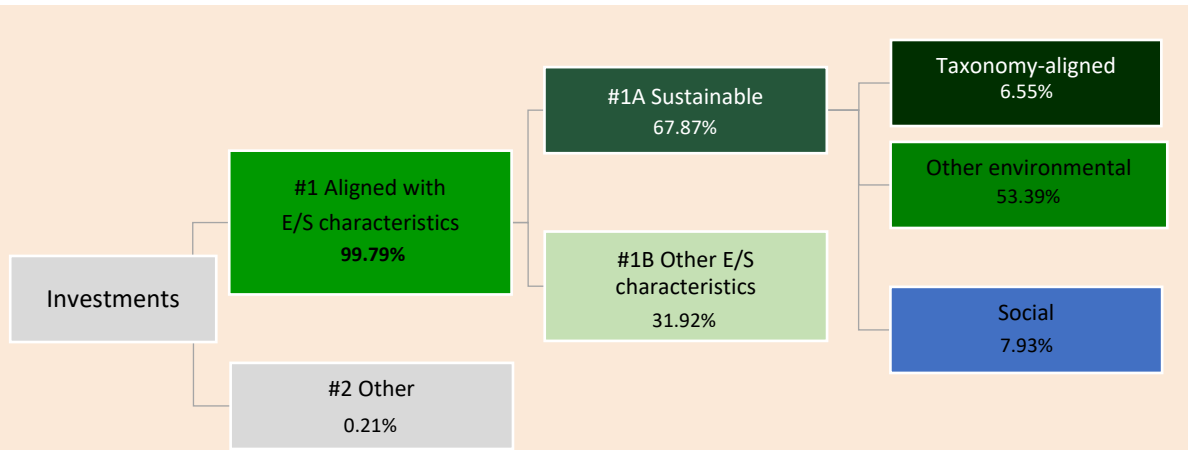 Investments
#1 Aligned with
E/S characteristics
99.79%
#2 Other
0.21%
#1A Sustainable
67.87%
#1B Other E/S
characteristics
31.92%
Taxonomy-aligned
6.55%
Other environmental
53.39%
Social
7.93%